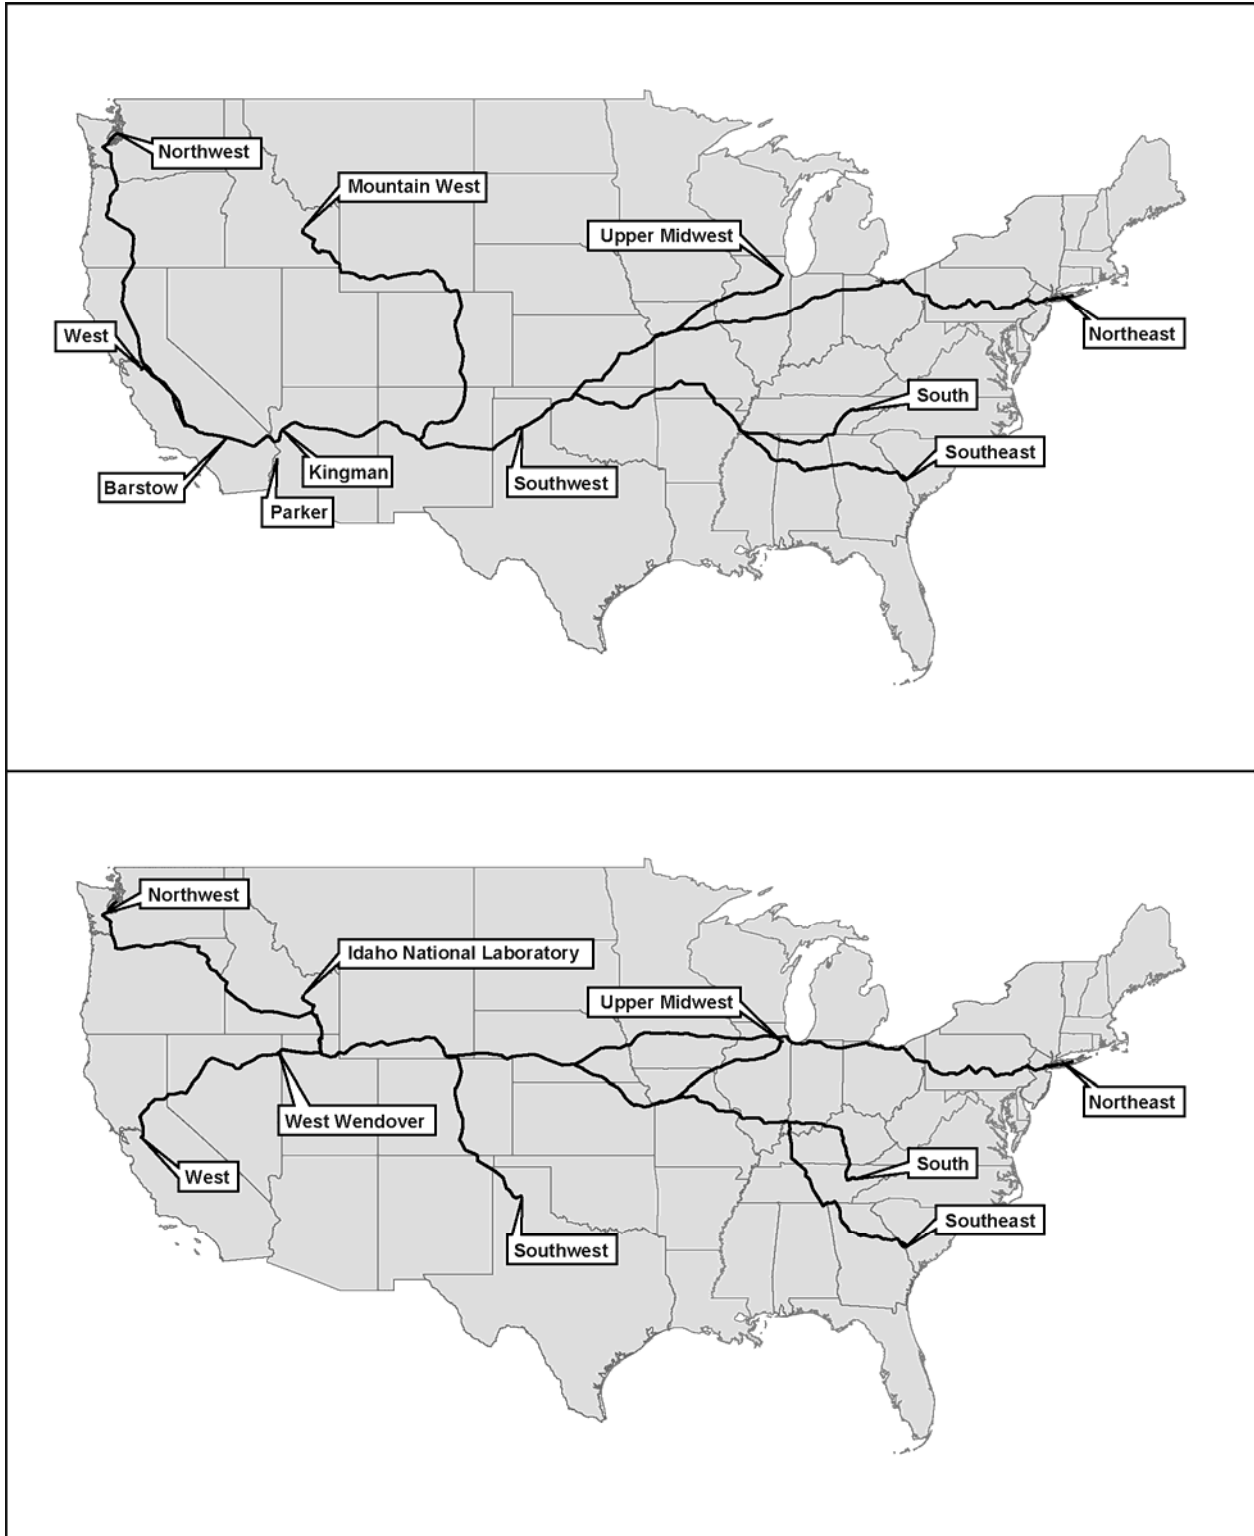 Northwest
Mountain West
Upper Midwest
West
Northeast
South
Southeast
Kingman
Southwest
Barstow
Parker
Northwest
Idaho National Laboratory
Upper Midwest
Northeast
West Wendover
South
West
Southeast
Southwest